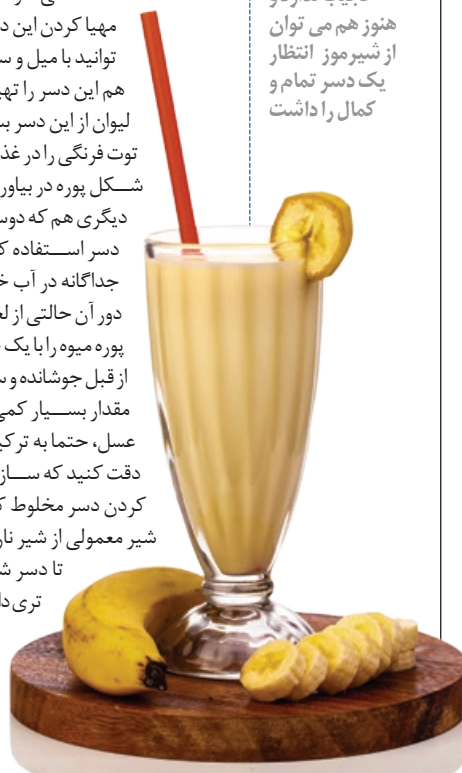 هنوز هم می توان
از شیرموز انتظار
یک دسر تمام و
کمال را داشت
مهیا کردن این د
توانید با میل و س
هم این دسر را ته
لیوان از این دسر ب
توت فرنگی را در غذ
شکل پوره در بیاور
دیگری هم که دوس
دسر استفاده ک
جداگانه در آب خ
دور آن حالتی از ل
پوره میوه را با یک
از قبل جوشانده و س
مقدار بسیار کمی
عسل، حتما به ترکی
دقت کنید که ساز
کردن دسر مخلوط ک
شیر معمولی از شیر نار
تا دسر ش
تری دا